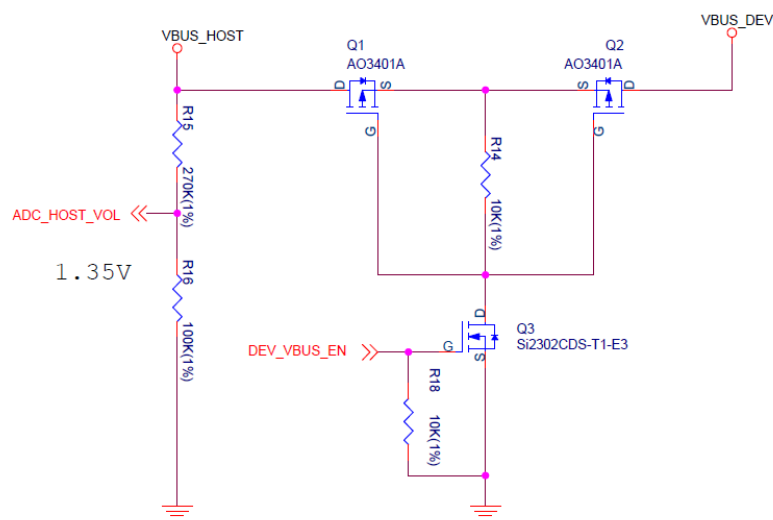 VBUS_HOST
VBUS_DEV
Q1
AO3401A
Q2
AO3401A
D
S
G
S
D
G
R15
270K(1%)
R14
10K(1%)
ADC_HOST_VOL
1.35V
R16
100K(1%)
D
Q3
Si2302CDS-T1-E3
DEV_VBUS_EN
G
S
R18
10K(1%)